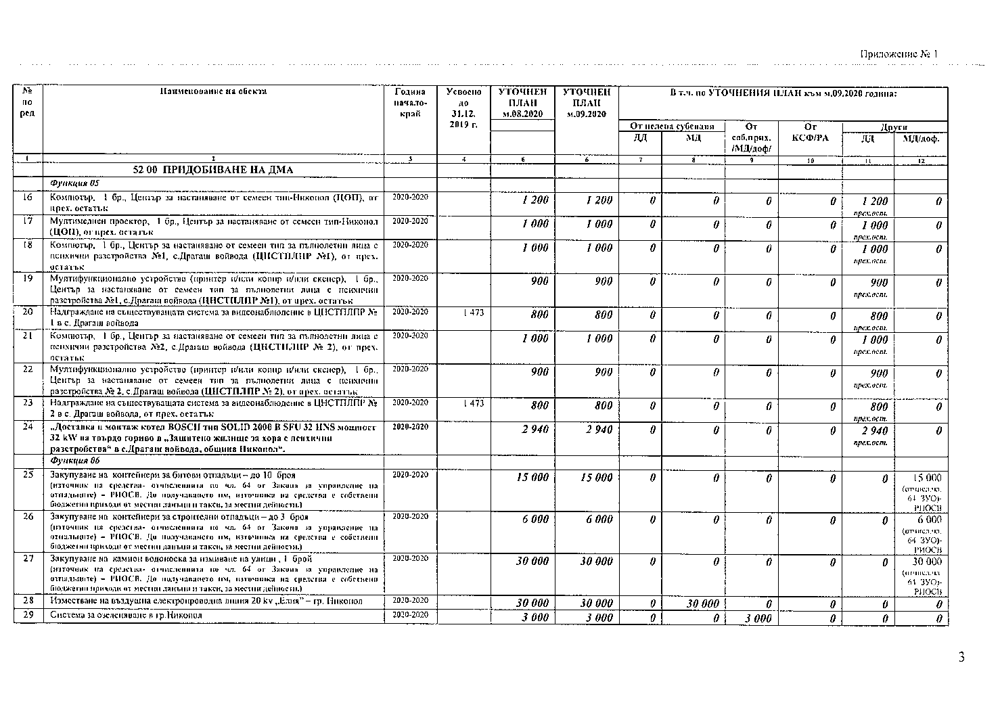 Приложение № 1
№ по ред
Наименование на обекта
Година начало-край
Усвоено до 31.12. 2019 г.
УТОЧНЕН ПЛАН м.08.2020
УТОЧНЕН ПЛАН м.09.2020
В т.ч. по УТОЧНЕНИЯ ПЛАН към м.09.2020 година:
От целева субсидия
От соб.прих. /МД/доф/
От КСФ/РА
Други
ДД МД ДД МД/доф.
1 2 3 4 6 6 7 8 9 10 11 12
52 00 ПРИДОБИВАНЕ НА ДМА
Функция 05
16 Компютър, 1 бр., Център за настаняване от семеен тип-Никопол (ЦОП), от 2020-2020 1 200 1 200 0 0 0 0 1 200 0
прех. остатък прех.ост.
17 Мултимедиен проектор, 1 бр., Център за настаняване от семеен тип-Никопол 2020-2020 1 000 1 000 0 0 0 0 1 000 0
(ЦОП), от прех. остатък прех.ост.
18 Компютър, 1 бр., Център за настаняване от семеен тип за пълнолетни лица с 2020-2020 1 000 1 000 0 0 0 0 1 000 0
психични разстройства №1, с.Драгаш войвода (ЦНСТПЛПР №1), от прех. прех.ост.
остатък
19 Мултифункционално устройство (принтер и/или копир и/или скенер), 1 бр., 2020-2020 900 900 0 0 0 0 900 0
Център за настаняване от семеен тип за пълнолетни лица с психични прех.ост.
разстройства №1, с.Драгаш войвода (ЦНСТПЛПР №1), от прех. остатък
20 Надграждане на съществуващата система за видеонаблюдение в ЦНСТПЛПР № 2020-2020 1 473 800 800 0 0 0 0 800 0
1 в с. Драгаш войвода прех.ост.
21 Компютър, 1 бр., Център за настаняване от семеен тип за пълнолетни лица с 2020-2020 1 000 1 000 0 0 0 0 1 000 0
психични разстройства №2, с.Драгаш войвода (ЦНСТПЛПР № 2), от прех. прех.ост.
остатък
22 Мултифункционално устройство (принтер и/или копир и/или скенер), 1 бр., 2020-2020 900 900 0 0 0 0 900 0
Център за настаняване от семеен тип за пълнолетни лица с психични прех.ост.
разстройства № 2, с.Драгаш войвода (ЦНСТПЛПР № 2), от прех. остатък
23 Надграждане на съществуващата система за видеонаблюдение в ЦНСТПЛПР № 2020-2020 1 473 800 800 0 0 0 0 800 0
2 в с. Драгаш войвода, от прех. остатък прех.ост.
24 „Доставка и монтаж котел BOSCH тип SOLID 2000 B SFU 32 HNS мощност 2020-2020 2 940 2 940 0 0 0 0 2 940 0
32 kW на твърдо гориво в „Защитено жилище за хора с психични прех.ост.
разстройства“ в с.Драгаш войвода, община Никопол“.
Функция 06
25 Закупуване на контейнери за битови отпадъци – до 10 броя 2020-2020 15 000 15 000 0 0 0 0 0 15 000
(източник на средства- отчисленията по чл. 64 от Закона за управление на (отчисл.чл.
отпадъците) – РИОСВ. До получаването им, източника на средства е собствени 64 ЗУО)-
бюджетни приходи от местни данъци и такси, за местни дейности.) РИОСВ
26 Закупуване на контейнери за строителни отпадъци – до 3 броя 2020-2020 6 000 6 000 0 0 0 0 0 6 000
(източник на средства- отчисленията по чл. 64 от Закона за управление на (отчисл.чл.
отпадъците) – РИОСВ. До получаването им, източника на средства е собствени 64 ЗУО)-
бюджетни приходи от местни данъци и такси, за местни дейности.) РИОСВ
27 Закупуване на камион водоноска за измиване на улици , 1 брой 2020-2020 30 000 30 000 0 0 0 0 0 30 000
(източник на средства- отчисленията по чл. 64 от Закона за управление на (отчисл.чл.
отпадъците) – РИОСВ. До получаването им, източника на средства е собствени 64 ЗУО)-
бюджетни приходи от местни данъци и такси, за местни дейности.) РИОСВ
28 Изместване на въздушна електропроводна линия 20 kv „Елия” – гр. Никопол 2020-2020 30 000 30 000 0 30 000 0 0 0 0
29 Система за озеленяване в гр.Никопол 2020-2020 3 000 3 000 0 0 3 000 0 0 0
3